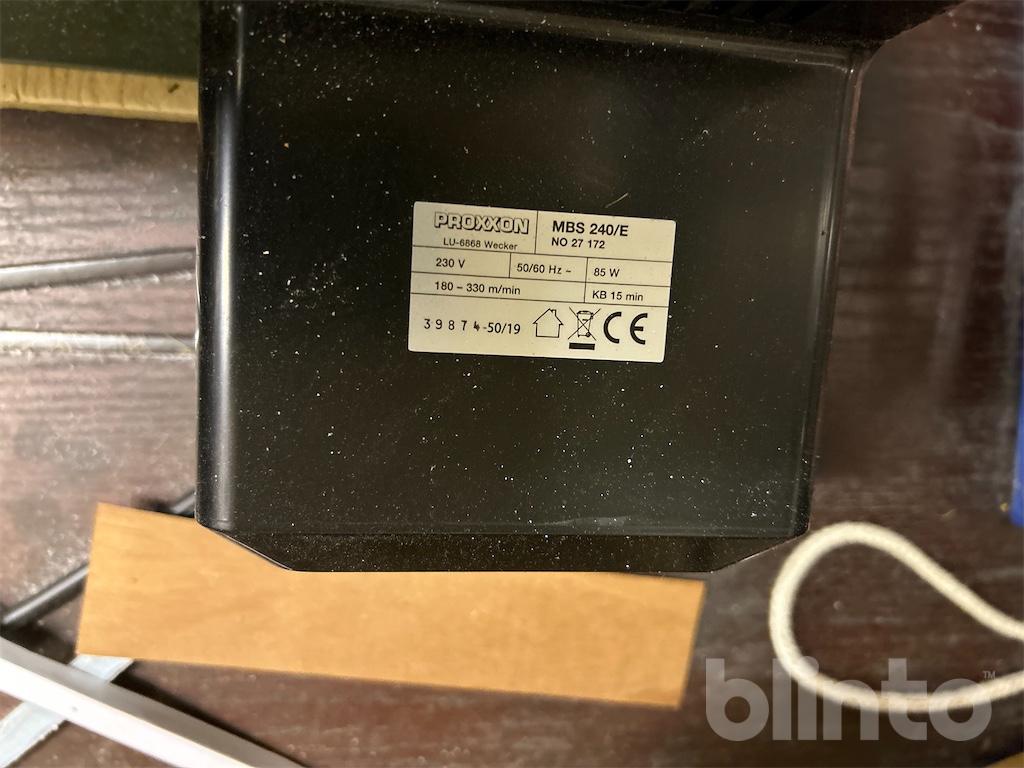 PROXXON
LU-6868 Wecker
MBS 240/E
NO 27 172
230 V
50/60 Hz ~
85 W
180 – 330 m/min
KB 15 min
39874-50/19
CE
blinto™